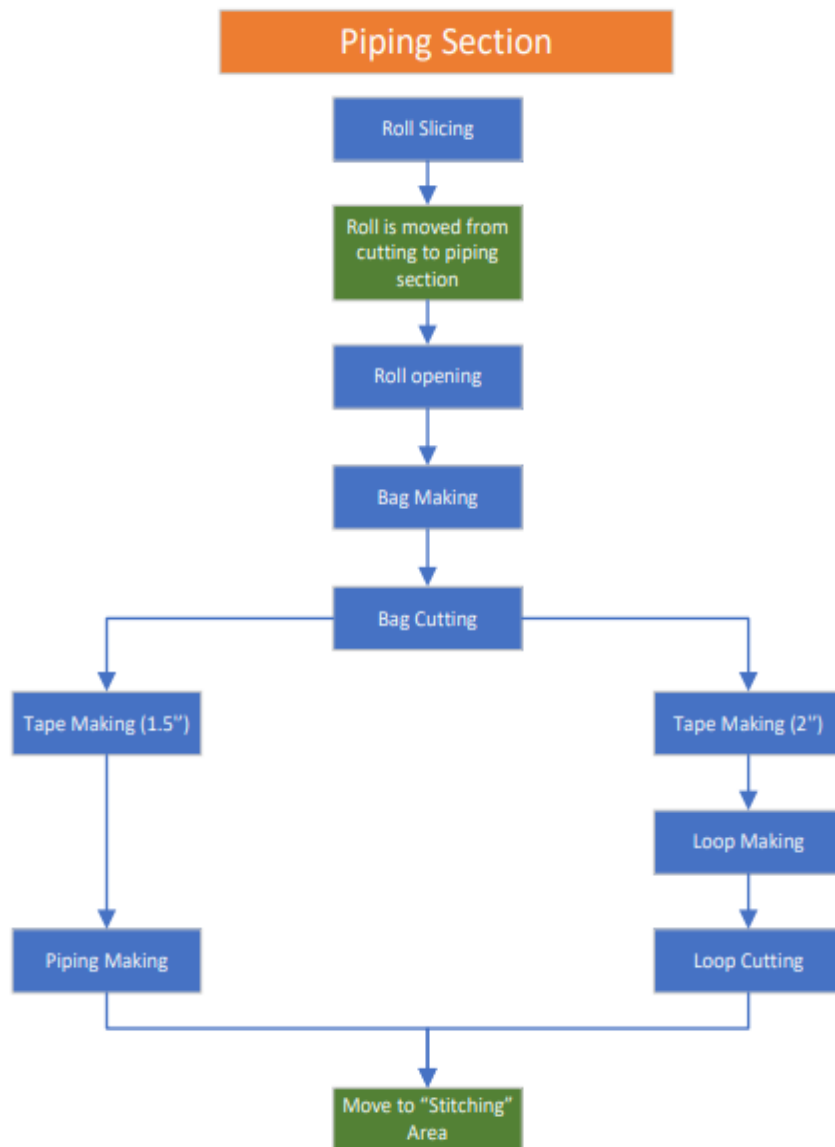 Piping Section
Roll Slicing
Roll is moved from
cutting to piping
section
Roll opening
Bag Making
Bag Cutting
Tape Making (1.5")
Tape Making (2")
Loop Making
Piping Making
Loop Cutting
Move to “Stitching”
Area